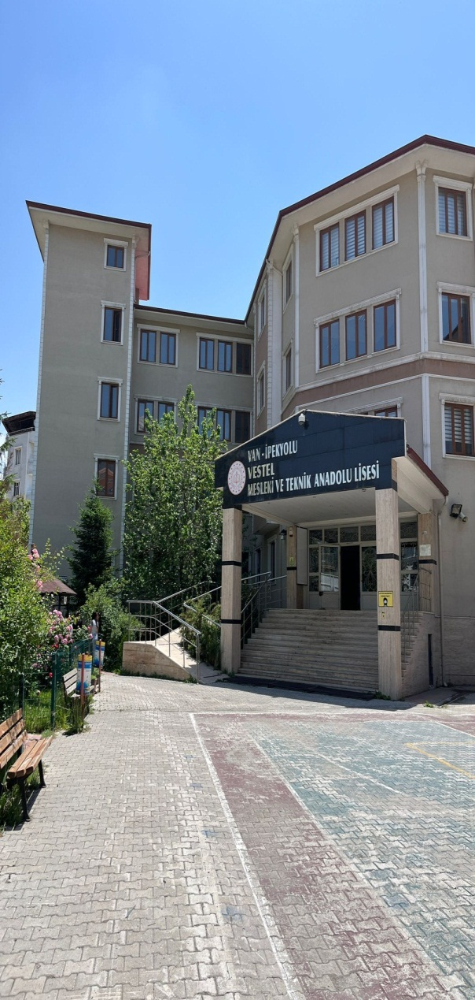 VAN - İPEKYOLU
VESTEL
MESLEKİ VE TEKNİK ANADOLU LİSESİ